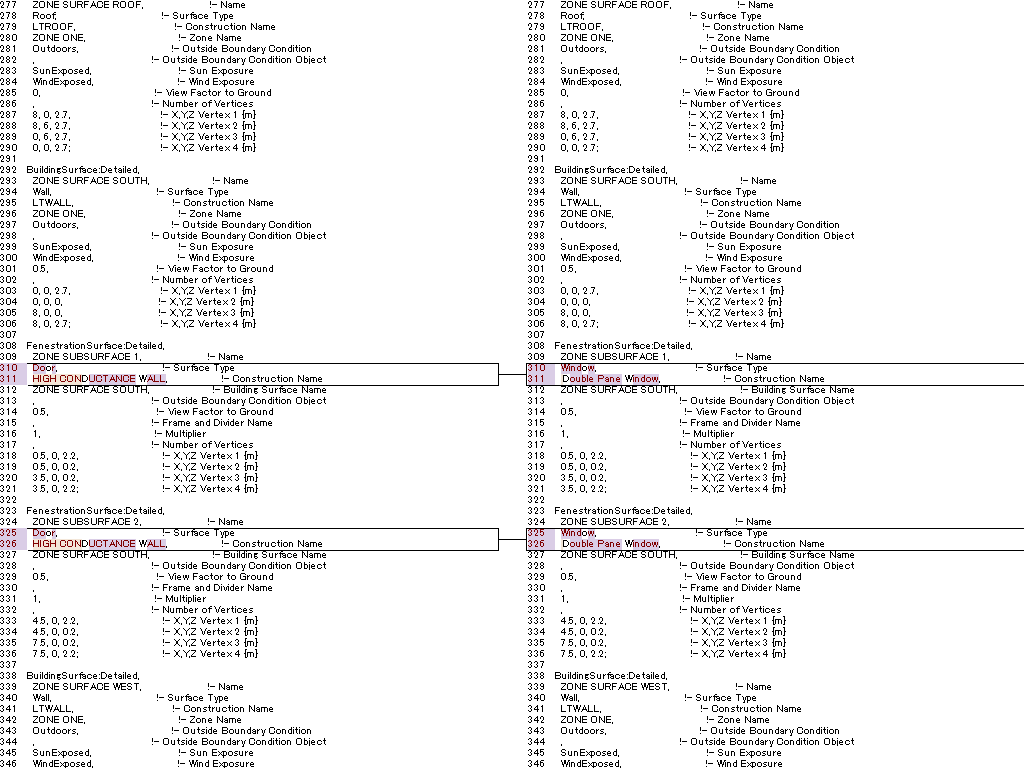 277 ZONE SURFACE ROOF, !- Name
278 Roof, !- Surface Type
279 LTROOF, !- Construction Name
280 ZONE ONE, !- Zone Name
281 Outdoors, !- Outside Boundary Condition
282 , !- Outside Boundary Condition Object
283 SunExposed, !- Sun Exposure
284 WindExposed, !- Wind Exposure
285 0, !- View Factor to Ground
286 , !- Number of Vertices
287 8, 0, 2.7, !- X,Y,Z Vertex 1 {m}
288 8, 6, 2.7, !- X,Y,Z Vertex 2 {m}
289 0, 6, 2.7, !- X,Y,Z Vertex 3 {m}
290 0, 0, 2.7; !- X,Y,Z Vertex 4 {m}
291
292 BuildingSurface:Detailed,
293 ZONE SURFACE SOUTH, !- Name
294 Wall, !- Surface Type
295 LTWALL, !- Construction Name
296 ZONE ONE, !- Zone Name
297 Outdoors, !- Outside Boundary Condition
298 , !- Outside Boundary Condition Object
299 SunExposed, !- Sun Exposure
300 WindExposed, !- Wind Exposure
301 0.5, !- View Factor to Ground
302 , !- Number of Vertices
303 0, 0, 2.7, !- X,Y,Z Vertex 1 {m}
304 0, 0, 0, !- X,Y,Z Vertex 2 {m}
305 8, 0, 0, !- X,Y,Z Vertex 3 {m}
306 8, 0, 2.7; !- X,Y,Z Vertex 4 {m}
307
308 FenestrationSurface:Detailed,
309 ZONE SUBSURFACE 1, !- Name
310 Door, !- Surface Type
311 HIGH CONDUCTANCE WALL, !- Construction Name
312 ZONE SURFACE SOUTH, !- Building Surface Name
313 , !- Outside Boundary Condition Object
314 0.5, !- View Factor to Ground
315 , !- Frame and Divider Name
316 1, !- Multiplier
317 , !- Number of Vertices
318 0.5, 0, 2.2, !- X,Y,Z Vertex 1 {m}
319 0.5, 0, 0.2, !- X,Y,Z Vertex 2 {m}
320 3.5, 0, 0.2, !- X,Y,Z Vertex 3 {m}
321 3.5, 0, 2.2; !- X,Y,Z Vertex 4 {m}
322
323 FenestrationSurface:Detailed,
324 ZONE SUBSURFACE 2, !- Name
325 Door, !- Surface Type
326 HIGH CONDUCTANCE WALL, !- Construction Name
327 ZONE SURFACE SOUTH, !- Building Surface Name
328 , !- Outside Boundary Condition Object
329 0.5, !- View Factor to Ground
330 , !- Frame and Divider Name
331 1, !- Multiplier
332 , !- Number of Vertices
333 4.5, 0, 2.2, !- X,Y,Z Vertex 1 {m}
334 4.5, 0, 0.2, !- X,Y,Z Vertex 2 {m}
335 7.5, 0, 0.2, !- X,Y,Z Vertex 3 {m}
336 7.5, 0, 2.2; !- X,Y,Z Vertex 4 {m}
337
338 BuildingSurface:Detailed,
339 ZONE SURFACE WEST, !- Name
340 Wall, !- Surface Type
341 LTWALL, !- Construction Name
342 ZONE ONE, !- Zone Name
343 Outdoors, !- Outside Boundary Condition
344 , !- Outside Boundary Condition Object
345 SunExposed, !- Sun Exposure
346 WindExposed, !- Wind Exposure
277 ZONE SURFACE ROOF, !- Name
278 Roof, !- Surface Type
279 LTROOF, !- Construction Name
280 ZONE ONE, !- Zone Name
281 Outdoors, !- Outside Boundary Condition
282 , !- Outside Boundary Condition Object
283 SunExposed, !- Sun Exposure
284 WindExposed, !- Wind Exposure
285 0, !- View Factor to Ground
286 , !- Number of Vertices
287 8, 0, 2.7, !- X,Y,Z Vertex 1 {m}
288 8, 6, 2.7, !- X,Y,Z Vertex 2 {m}
289 0, 6, 2.7, !- X,Y,Z Vertex 3 {m}
290 0, 0, 2.7; !- X,Y,Z Vertex 4 {m}
291
292 BuildingSurface:Detailed,
293 ZONE SURFACE SOUTH, !- Name
294 Wall, !- Surface Type
295 LTWALL, !- Construction Name
296 ZONE ONE, !- Zone Name
297 Outdoors, !- Outside Boundary Condition
298 , !- Outside Boundary Condition Object
299 SunExposed, !- Sun Exposure
300 WindExposed, !- Wind Exposure
301 0.5, !- View Factor to Ground
302 , !- Number of Vertices
303 0, 0, 2.7, !- X,Y,Z Vertex 1 {m}
304 0, 0, 0, !- X,Y,Z Vertex 2 {m}
305 8, 0, 0, !- X,Y,Z Vertex 3 {m}
306 8, 0, 2.7; !- X,Y,Z Vertex 4 {m}
307
308 FenestrationSurface:Detailed,
309 ZONE SUBSURFACE 1, !- Name
310 Window, !- Surface Type
311 Double Pane Window, !- Construction Name
312 ZONE SURFACE SOUTH, !- Building Surface Name
313 , !- Outside Boundary Condition Object
314 0.5, !- View Factor to Ground
315 , !- Frame and Divider Name
316 1, !- Multiplier
317 , !- Number of Vertices
318 0.5, 0, 2.2, !- X,Y,Z Vertex 1 {m}
319 0.5, 0, 0.2, !- X,Y,Z Vertex 2 {m}
320 3.5, 0, 0.2, !- X,Y,Z Vertex 3 {m}
321 3.5, 0, 2.2; !- X,Y,Z Vertex 4 {m}
322
323 FenestrationSurface:Detailed,
324 ZONE SUBSURFACE 2, !- Name
325 Window, !- Surface Type
326 Double Pane Window, !- Construction Name
327 ZONE SURFACE SOUTH, !- Building Surface Name
328 , !- Outside Boundary Condition Object
329 0.5, !- View Factor to Ground
330 , !- Frame and Divider Name
331 1, !- Multiplier
332 , !- Number of Vertices
333 4.5, 0, 2.2, !- X,Y,Z Vertex 1 {m}
334 4.5, 0, 0.2, !- X,Y,Z Vertex 2 {m}
335 7.5, 0, 0.2, !- X,Y,Z Vertex 3 {m}
336 7.5, 0, 2.2; !- X,Y,Z Vertex 4 {m}
337
338 BuildingSurface:Detailed,
339 ZONE SURFACE WEST, !- Name
340 Wall, !- Surface Type
341 LTWALL, !- Construction Name
342 ZONE ONE, !- Zone Name
343 Outdoors, !- Outside Boundary Condition
344 , !- Outside Boundary Condition Object
345 SunExposed, !- Sun Exposure
346 WindExposed, !- Wind Exposure